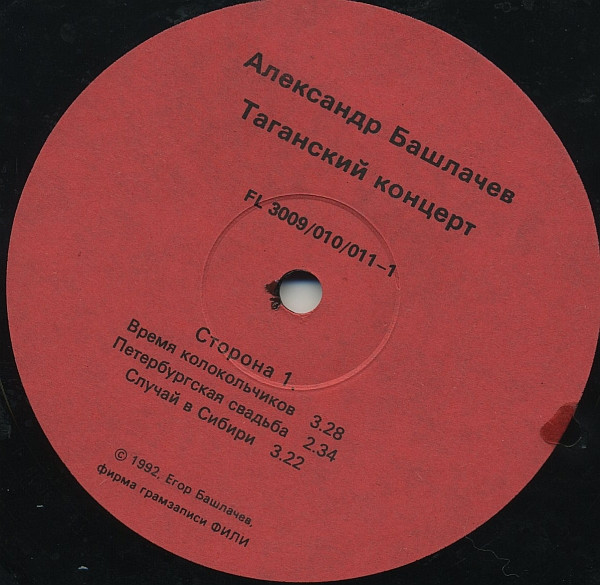 Александр Башлачев
Таганский концерт
FL 3009/010/011-1
Сторона 1.
Время колокольчиков 3.28
Петербургская свадьба 2.34
Случай в Сибири 3.22
© 1992, Егор Башлачев,
фирма грамзаписи ФИЛИ